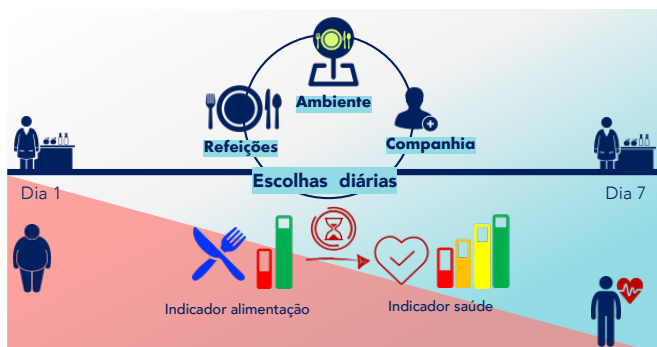 Ambiente
Refeições
Companhia
Escolhas diárias
Dia 1
Dia 7
Indicador alimentação
Indicador saúde